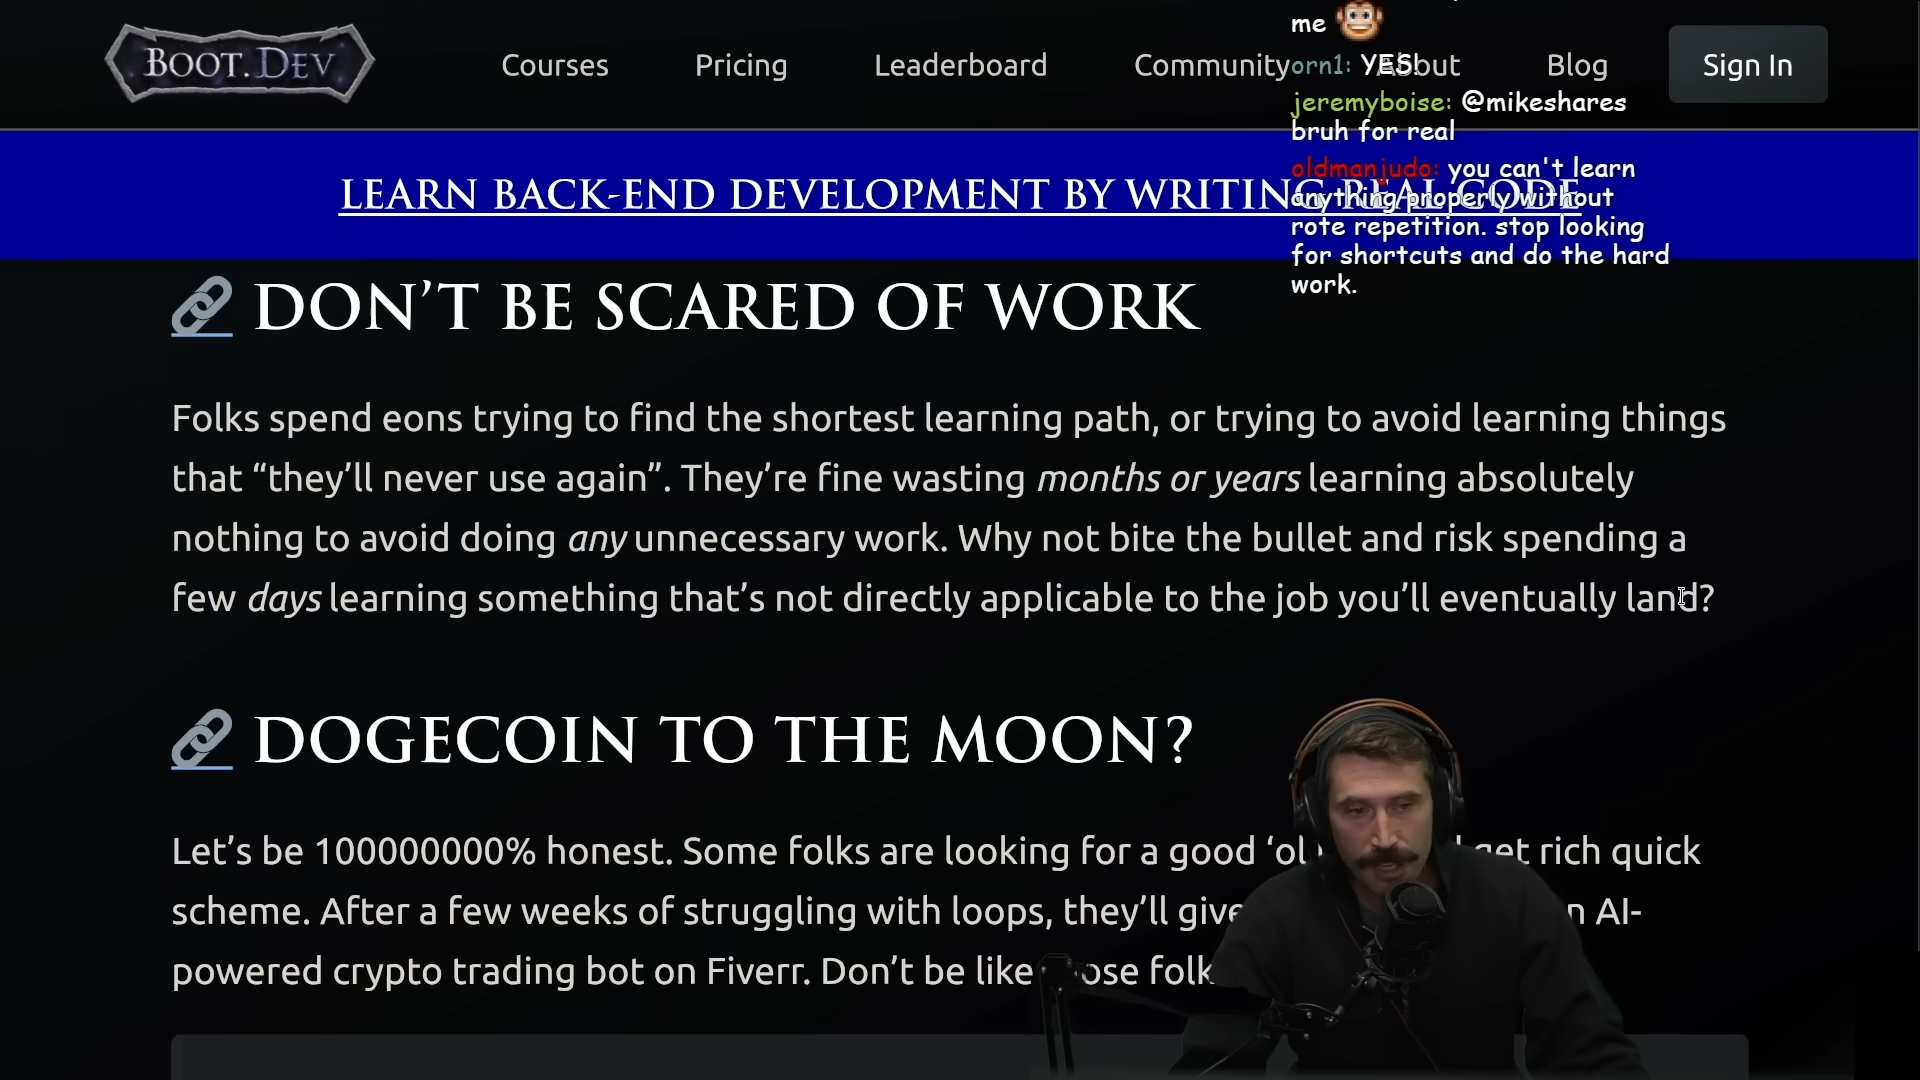 BOOT.DEV
Courses
Pricing
Leaderboard
Community
About
Blog
Sign In
me
orn1: YES!
jeremyboise: @mikeshares
bruh for real
oldmanjudo: you can't learn
anything properly without
rote repetition. stop looking
for shortcuts and do the hard
work.
LEARN BACK-END DEVELOPMENT BY WRITING REAL CODE
DON’T BE SCARED OF WORK
Folks spend eons trying to find the shortest learning path, or trying to avoid learning things
that “they’ll never use again”. They’re fine wasting months or years learning absolutely
nothing to avoid doing any unnecessary work. Why not bite the bullet and risk spending a
few days learning something that’s not directly applicable to the job you’ll eventually land?
DOGECOIN TO THE MOON?
Let’s be 100000000% honest. Some folks are looking for a good ‘ol get rich quick
scheme. After a few weeks of struggling with loops, they’ll give AI-
powered crypto trading bot on Fiverr. Don’t be like